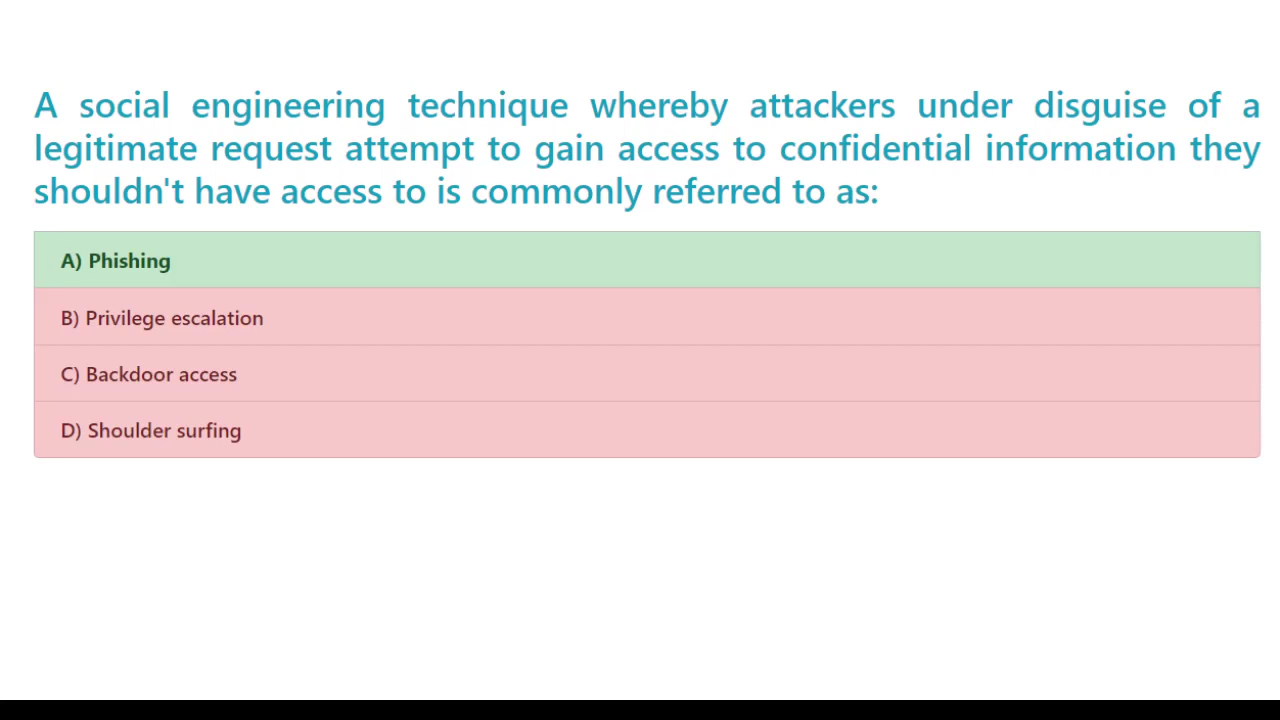 A social engineering technique whereby attackers under disguise of a
legitimate request attempt to gain access to confidential information they
shouldn't have access to is commonly referred to as:
A) Phishing
B) Privilege escalation
C) Backdoor access
D) Shoulder surfing